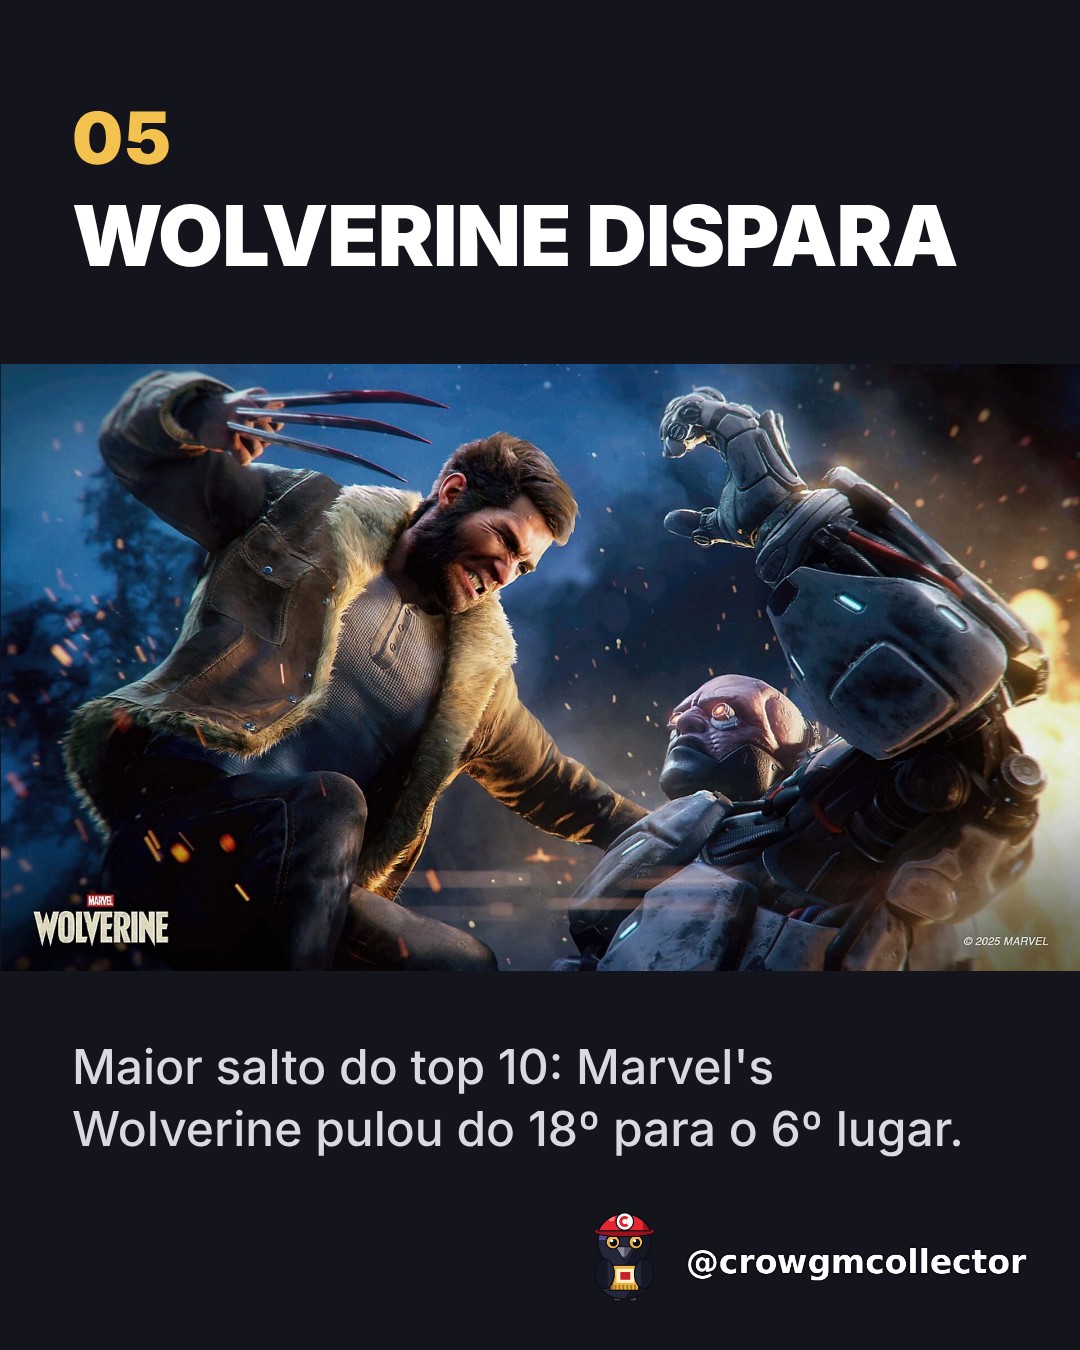 05
WOLVERINE DISPARA
MARVEL
WOLVERINE
© 2025 MARVEL
Maior salto do top 10: Marvel's
Wolverine pulou do 18º para o 6º lugar.
C
@crowgmcollector